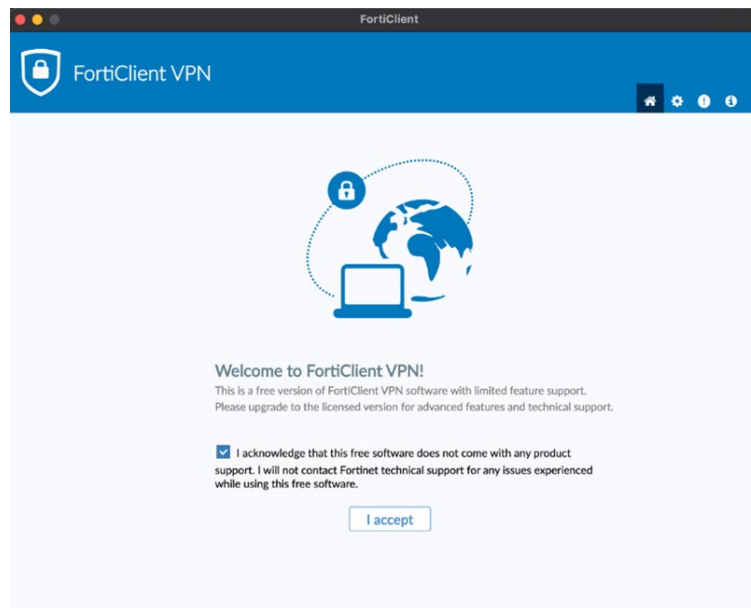 FortiClient
FortiClient VPN
Welcome to FortiClient VPN!
This is a free version of FortiClient VPN software with limited feature support.
Please upgrade to the licensed version for advanced features and technical support.
I acknowledge that this free software does not come with any product
support. I will not contact Fortinet technical support for any issues experienced
while using this free software.
I accept